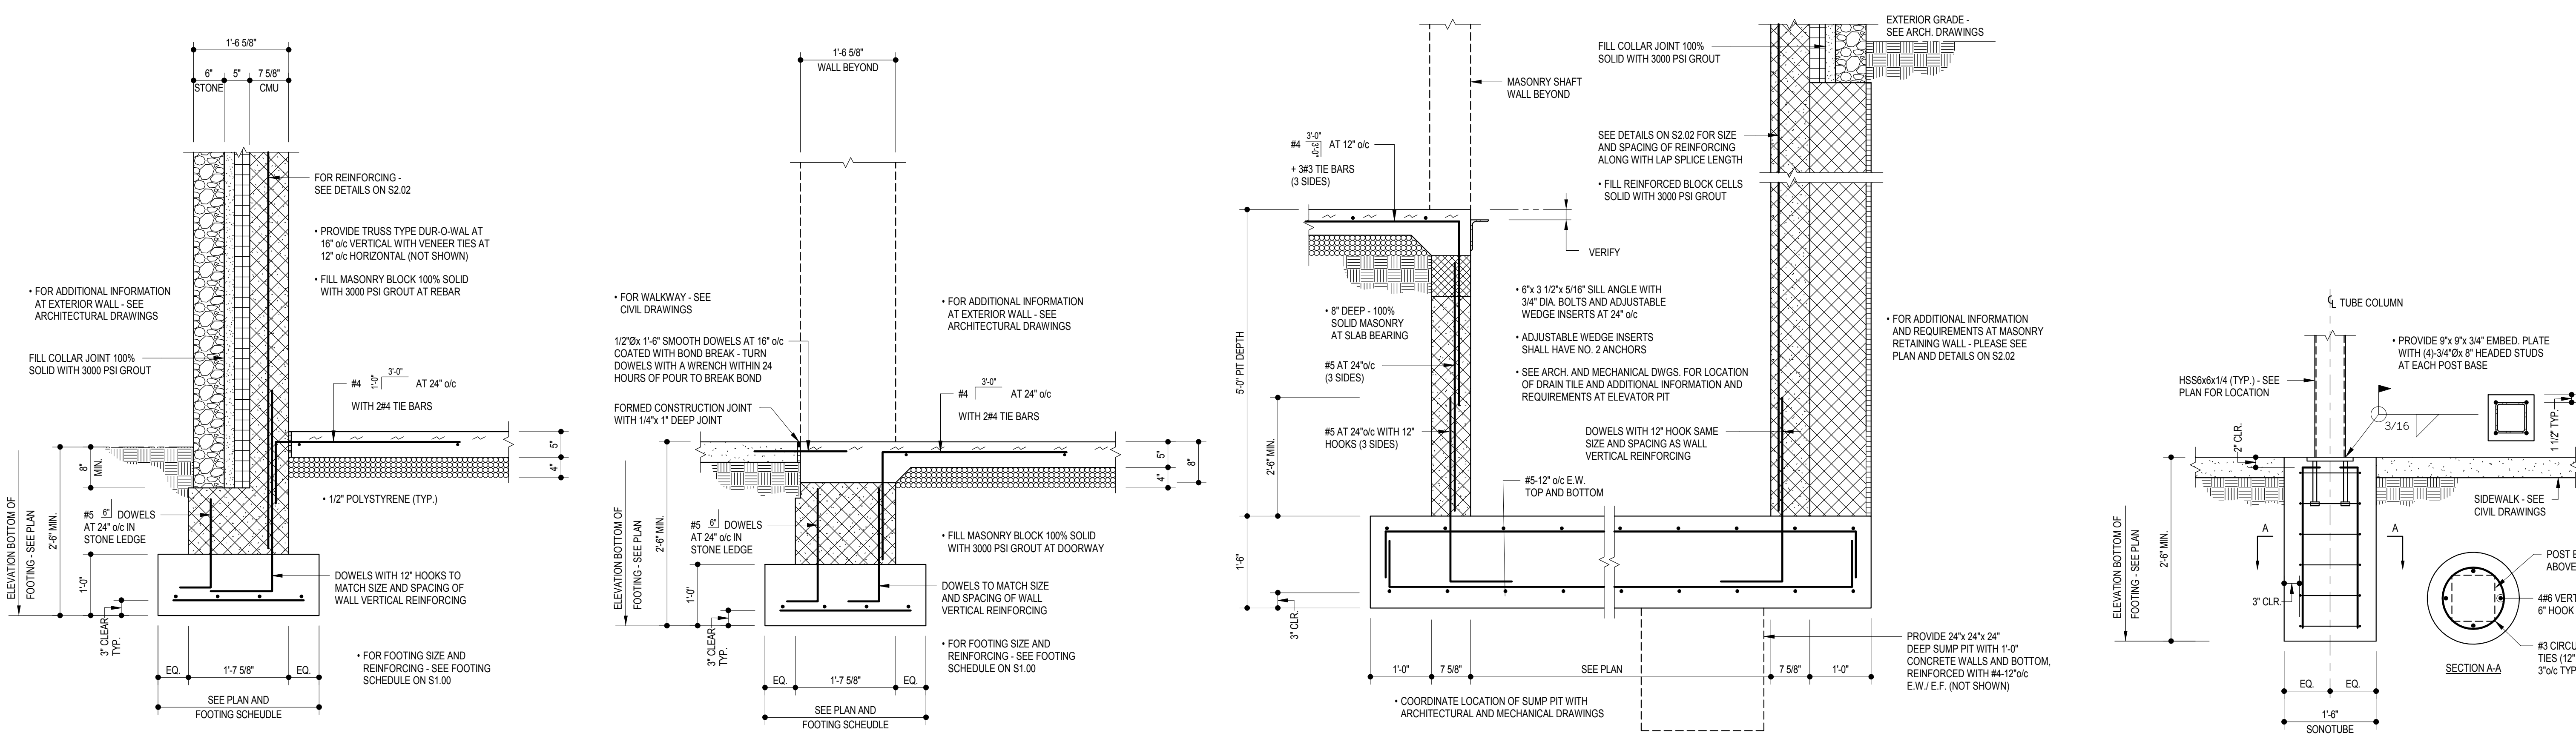 1'-6 5/8"
6"
5"
7 5/8"
STONE
CMU
FOR REINFORCING -
SEE DETAILS ON S2.02
• PROVIDE TRUSS TYPE DUR-O-WAL AT
16" o/c VERTICAL WITH VENEER TIES AT
12" o/c HORIZONTAL (NOT SHOWN)
• FILL MASONRY BLOCK 100% SOLID
WITH 3000 PSI GROUT AT REBAR
• FOR ADDITIONAL INFORMATION
AT EXTERIOR WALL - SEE
ARCHITECTURAL DRAWINGS
FILL COLLAR JOINT 100%
SOLID WITH 3000 PSI GROUT
#4 1'-0" 3'-0" AT 24" o/c
WITH 2#4 TIE BARS
5"
4"
8"
MIN.
2'-6" MIN.
1'-0"
ELEVATION BOTTOM OF
FOOTING - SEE PLAN
• 1/2" POLYSTYRENE (TYP.)
#5 6" DOWELS
AT 24" o/c IN
STONE LEDGE
DOWELS WITH 12" HOOKS TO
MATCH SIZE AND SPACING OF
WALL VERTICAL REINFORCING
3" CLEAR
TYP.
• FOR FOOTING SIZE AND
REINFORCING - SEE FOOTING
SCHEDULE ON S1.00
EQ.
1'-7 5/8"
EQ.
SEE PLAN AND
FOOTING SCHEUDLE
1'-6 5/8"
WALL BEYOND
• FOR WALKWAY - SEE
CIVIL DRAWINGS
• FOR ADDITIONAL INFORMATION
AT EXTERIOR WALL - SEE
ARCHITECTURAL DRAWINGS
1/2"Øx 1'-6" SMOOTH DOWELS AT 16" o/c
COATED WITH BOND BREAK - TURN
DOWELS WITH A WRENCH WITHIN 24
HOURS OF POUR TO BREAK BOND
FORMED CONSTRUCTION JOINT
WITH 1/4"x 1" DEEP JOINT
#4 3'-0" AT 24" o/c
WITH 2#4 TIE BARS
5"
4"
8"
2'-6" MIN.
1'-0"
ELEVATION BOTTOM OF
FOOTING - SEE PLAN
#5 6" DOWELS
AT 24" o/c IN
STONE LEDGE
• FILL MASONRY BLOCK 100% SOLID
WITH 3000 PSI GROUT AT DOORWAY
DOWELS TO MATCH SIZE
AND SPACING OF WALL
VERTICAL REINFORCING
3" CLEAR
TYP.
• FOR FOOTING SIZE AND
REINFORCING - SEE FOOTING
SCHEDULE ON S1.00
EQ.
1'-7 5/8"
EQ.
SEE PLAN AND
FOOTING SCHEUDLE
EXTERIOR GRADE -
SEE ARCH. DRAWINGS
FILL COLLAR JOINT 100%
SOLID WITH 3000 PSI GROUT
MASONRY SHAFT
WALL BEYOND
#4 3'-0" 3'-0" AT 12" o/c
+ 3#3 TIE BARS
(3 SIDES)
SEE DETAILS ON S2.02 FOR SIZE
AND SPACING OF REINFORCING
ALONG WITH LAP SPLICE LENGTH
• FILL REINFORCED BLOCK CELLS
SOLID WITH 3000 PSI GROUT
VERIFY
• 6"x 3 1/2"x 5/16" SILL ANGLE WITH
3/4" DIA. BOLTS AND ADJUSTABLE
WEDGE INSERTS AT 24" o/c
• ADJUSTABLE WEDGE INSERTS
SHALL HAVE NO. 2 ANCHORS
• SEE ARCH. AND MECHANICAL DWGS. FOR LOCATION
OF DRAIN TILE AND ADDITIONAL INFORMATION AND
REQUIREMENTS AT ELEVATOR PIT
• 8" DEEP - 100%
SOLID MASONRY
AT SLAB BEARING
#5 AT 24"o/c
(3 SIDES)
#5 AT 24"o/c WITH 12"
HOOKS (3 SIDES)
DOWELS WITH 12" HOOK SAME
SIZE AND SPACING AS WALL
VERTICAL REINFORCING
#5-12" o/c E.W.
TOP AND BOTTOM
5'-0" PIT DEPTH
2'-6" MIN.
1'-6"
3" CLR.
• FOR ADDITIONAL INFORMATION
AND REQUIREMENTS AT MASONRY
RETAINING WALL - PLEASE SEE
PLAN AND DETAILS ON S2.02
PROVIDE 24"x 24"x 24"
DEEP SUMP PIT WITH 1'-0"
CONCRETE WALLS AND BOTTOM,
REINFORCED WITH #4-12"o/c
E.W./ E.F. (NOT SHOWN)
1'-0"
7 5/8"
SEE PLAN
7 5/8"
1'-0"
• COORDINATE LOCATION OF SUMP PIT WITH
ARCHITECTURAL AND MECHANICAL DRAWINGS
℄ TUBE COLUMN
• PROVIDE 9"x 9"x 3/4" EMBED. PLATE
WITH (4)-3/4"Øx 8" HEADED STUDS
AT EACH POST BASE
HSS6x6x1/4 (TYP.) - SEE
PLAN FOR LOCATION
3/16
1 1/2" TYP.
2" CLR.
SIDEWALK - SEE
CIVIL DRAWINGS
A
A
ELEVATION BOTTOM OF
FOOTING - SEE PLAN
2'-6" MIN.
3" CLR.
POST
ABOVE
4#6 VERT
6" HOOK
#3 CIRCU
TIES (12"
3"o/c TYP
SECTION A-A
EQ.
EQ.
1'-6"
SONOTUBE